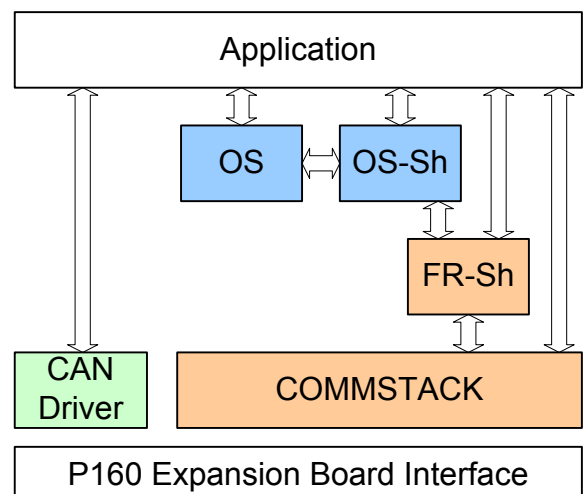 Application
OS
OS-Sh
FR-Sh
CAN
Driver
COMMSTACK
P160 Expansion Board Interface